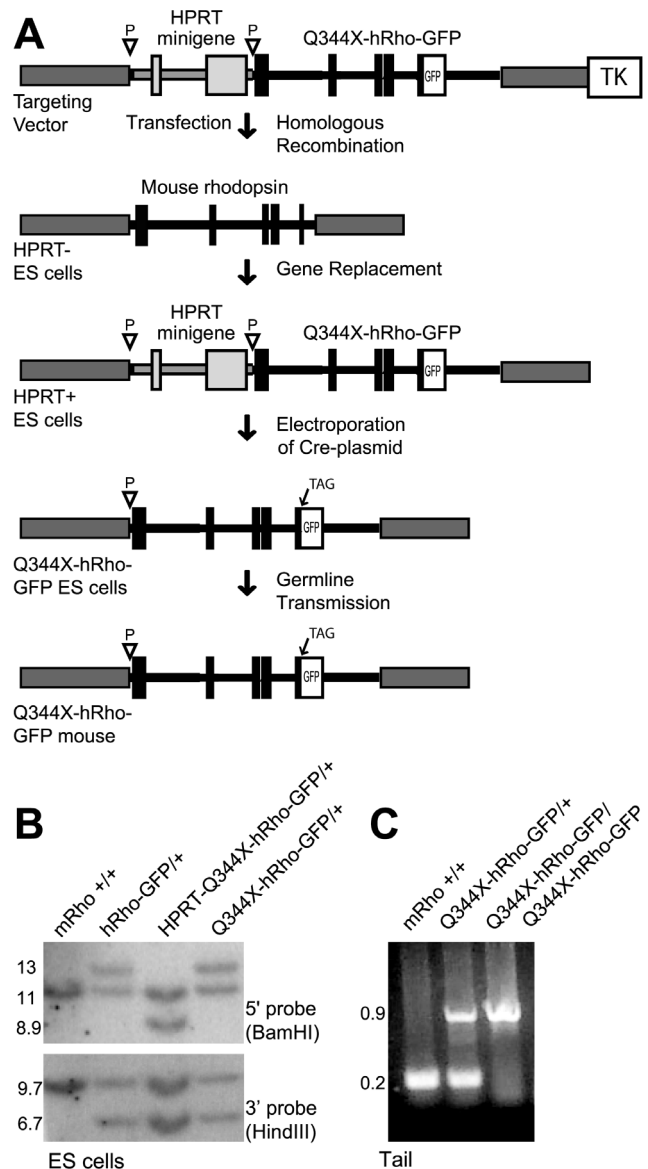 A
HPRT
minigene
P
P
Q344X-hRho-GFP
GFP
TK
Targeting
Vector
Transfection
Homologous
Recombination
Mouse rhodopsin
HPRT-
ES cells
Gene Replacement
HPRT
minigene
P
P
Q344X-hRho-GFP
GFP
HPRT+
ES cells
Electroporation
of Cre-plasmid
P
TAG
GFP
Q344X-hRho-
GFP ES cells
Germline
Transmission
P
TAG
GFP
Q344X-hRho-
GFP mouse
B
mRho +/+
hRho-GFP/+
HPRT-Q344X-hRho-GFP/+
Q344X-hRho-GFP/+
13
11
8.9
5' probe
(BamHI)
9.7
6.7
3' probe
(HindIII)
ES cells
C
mRho +/+
Q344X-hRho-GFP/+
Q344X-hRho-GFP/
Q344X-hRho-GFP
0.9
0.2
Tail